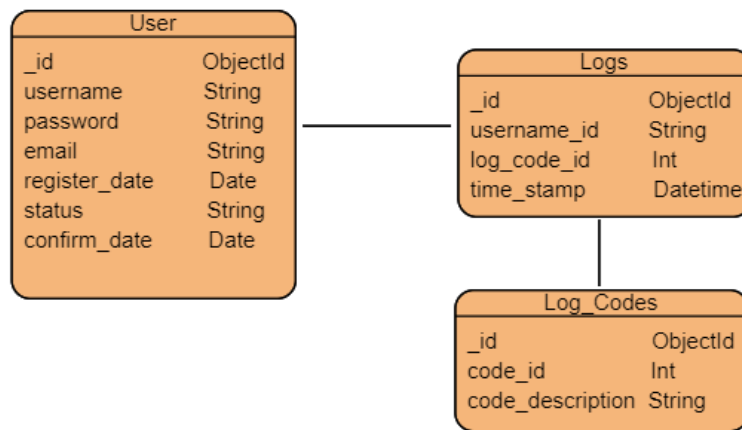 User
_id ObjectId
username String
password String
email String
register_date Date
status String
confirm_date Date
Logs
_id ObjectId
username_id String
log_code_id Int
time_stamp Datetime
Log_Codes
_id ObjectId
code_id Int
code_description String